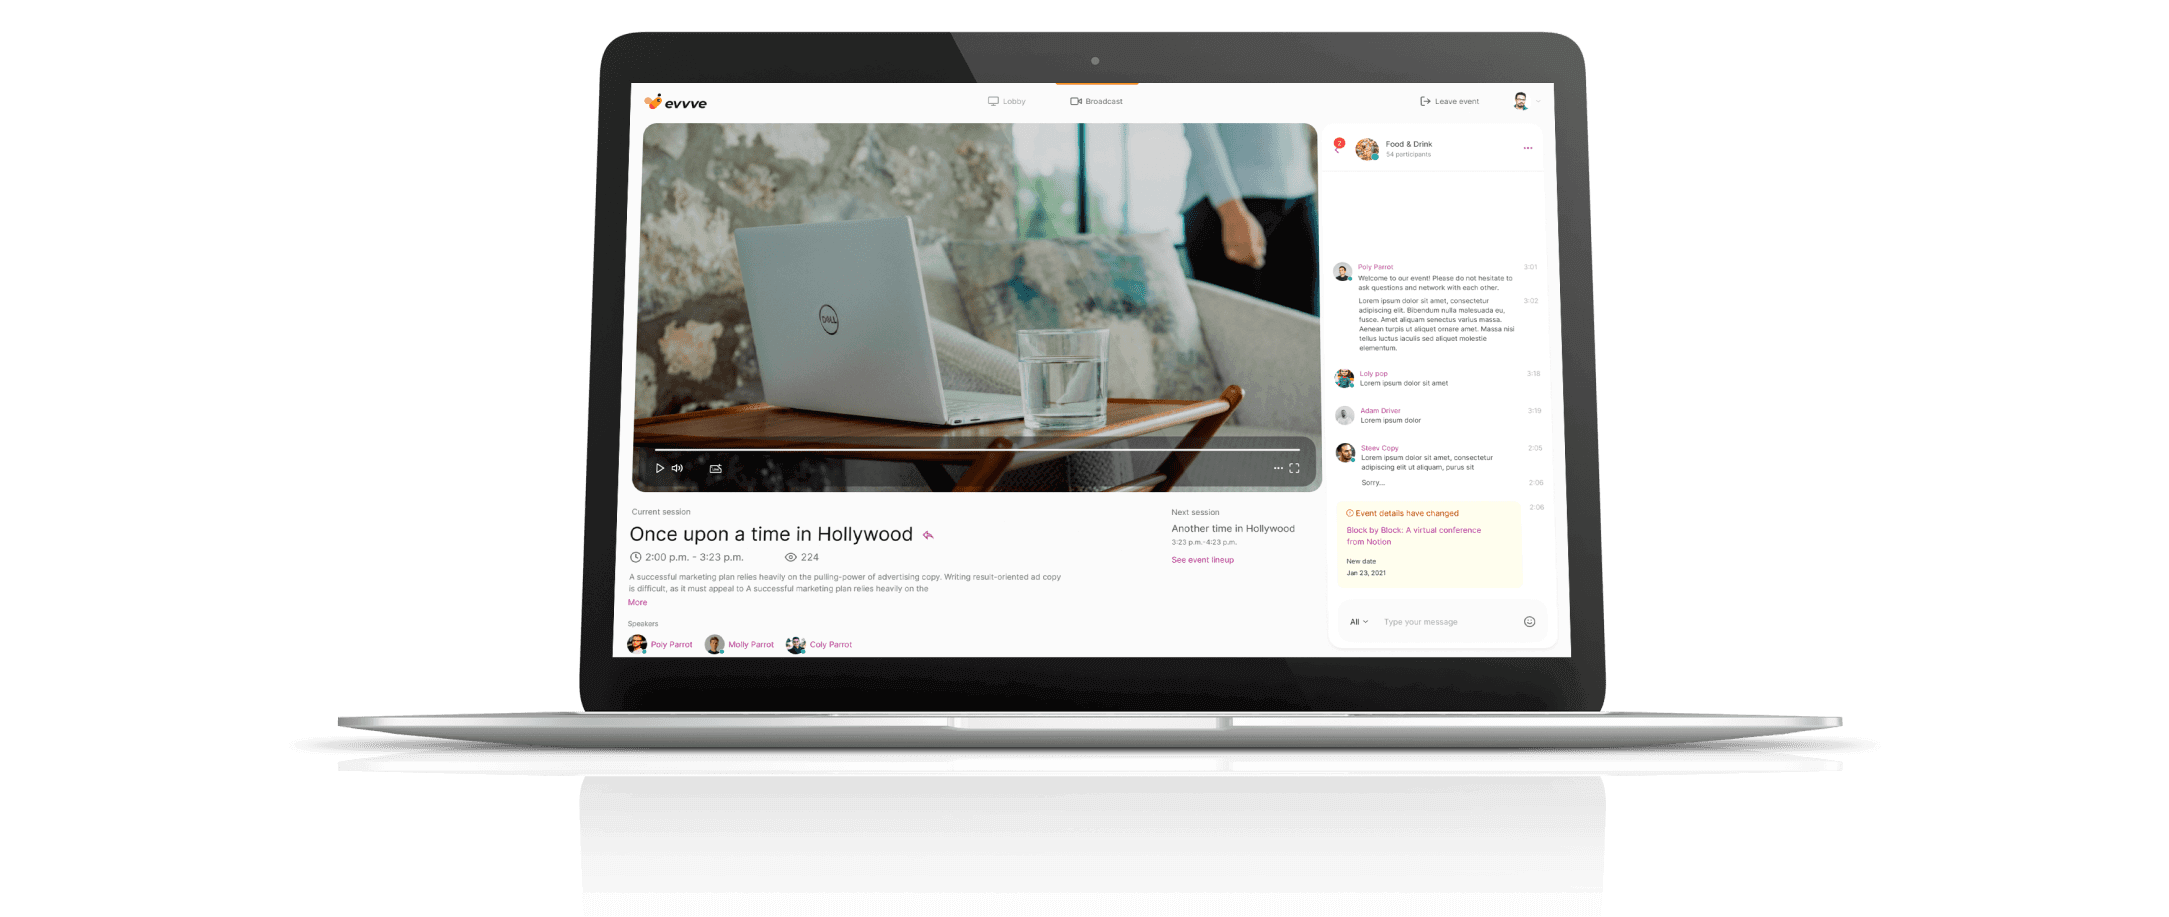 evvve
Lobby
Broadcast
Leave event
DELL
2
Food & Drink
54 participants
Poly Parrot
3:01
Welcome to our event! Please do not hesitate to
ask questions and network with each other.
Lorem ipsum dolor sit amet, consectetur
3:02
adipiscing elit. Bibendum nulla malesuada eu,
fusce. Amet aliquam senectus varius massa.
Aenean turpis ut aliquet ornare amet. Massa nisi
tellus luctus iaculis sed aliquet molestie
elementum.
Loly pop
3:18
Lorem ipsum dolor sit amet
Adam Driver
3:19
Lorem ipsum dolor
Steev Copy
2:05
Lorem ipsum dolor sit amet, consectetur
adipiscing elit ut aliquam, purus sit
Sorry...
2:06
Event details have changed
2:06
Block by Block: A virtual conference
from Notion
New date
Jan 23, 2021
All
Type your message
Current session
Once upon a time in Hollywood
2:00 p.m. - 3:23 p.m.
224
A successful marketing plan relies heavily on the pulling-power of advertising copy. Writing result-oriented ad copy
is difficult, as it must appeal to A successful marketing plan relies heavily on the
More
Speakers
Poly Parrot
Molly Parrot
Coly Parrot
Next session
Another time in Hollywood
3:23 p.m.-4:23 p.m.
See event lineup